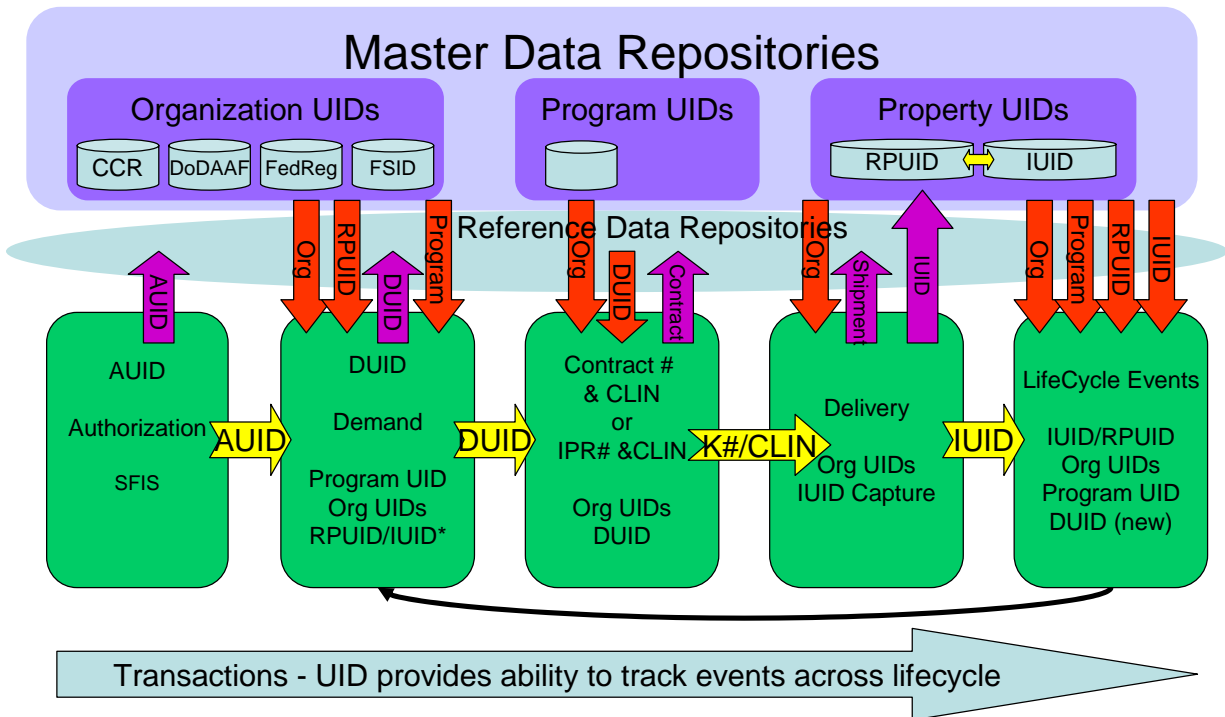 Master Data Repositories
Organization UIDs
CCR
DoDAAF
FedReg
FSID
Program UIDs
Property UIDs
RPUID
IUID
Reference Data Repositories
AUID
Org
RPUID
DUID
Program
Org
DUID
Contract
Org
Shipment
IUID
Org
Program
RPUID
IUID
AUID
Authorization
SFIS
AUID
DUID
Demand
Program UID
Org UIDs
RPUID/IUID*
DUID
Contract #
& CLIN
or
IPR# &CLIN
Org UIDs
DUID
K#/CLIN
Delivery
Org UIDs
IUID Capture
IUID
LifeCycle Events
IUID/RPUID
Org UIDs
Program UID
DUID (new)
Transactions - UID provides ability to track events across lifecycle